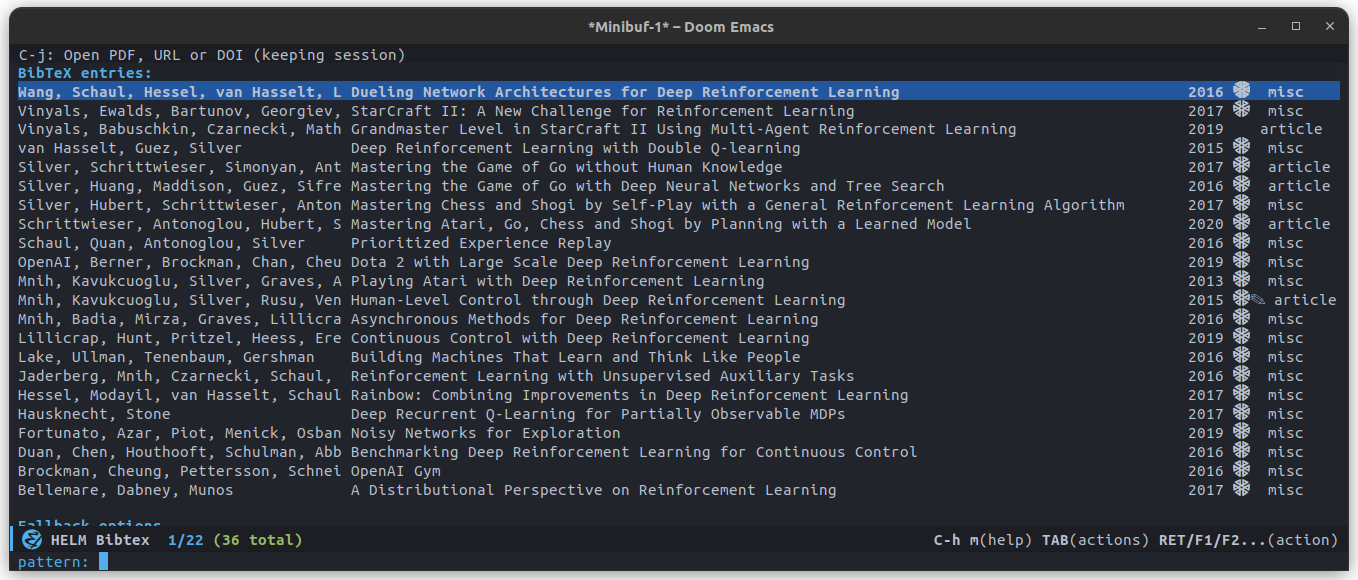 *Minibuf-1* – Doom Emacs
C-j: Open PDF, URL or DOI (keeping session)
BibTeX entries:
Wang, Schaul, Hessel, van Hasselt, L Dueling Network Architectures for Deep Reinforcement Learning 2016 misc
Vinyals, Ewalds, Bartunov, Georgiev, StarCraft II: A New Challenge for Reinforcement Learning 2017 misc
Vinyals, Babuschkin, Czarnecki, Math Grandmaster Level in StarCraft II Using Multi-Agent Reinforcement Learning 2019 article
van Hasselt, Guez, Silver Deep Reinforcement Learning with Double Q-learning 2015 misc
Silver, Schrittwieser, Simonyan, Ant Mastering the Game of Go without Human Knowledge 2017 article
Silver, Huang, Maddison, Guez, Sifre Mastering the Game of Go with Deep Neural Networks and Tree Search 2016 article
Silver, Hubert, Schrittwieser, Anton Mastering Chess and Shogi by Self-Play with a General Reinforcement Learning Algorithm 2017 misc
Schrittwieser, Antonoglou, Hubert, S Mastering Atari, Go, Chess and Shogi by Planning with a Learned Model 2020 article
Schaul, Quan, Antonoglou, Silver Prioritized Experience Replay 2016 misc
OpenAI, Berner, Brockman, Chan, Cheu Dota 2 with Large Scale Deep Reinforcement Learning 2019 misc
Mnih, Kavukcuoglu, Silver, Graves, A Playing Atari with Deep Reinforcement Learning 2013 misc
Mnih, Kavukcuoglu, Silver, Rusu, Ven Human-Level Control through Deep Reinforcement Learning 2015 article
Mnih, Badia, Mirza, Graves, Lillicra Asynchronous Methods for Deep Reinforcement Learning 2016 misc
Lillicrap, Hunt, Pritzel, Heess, Ere Continuous Control with Deep Reinforcement Learning 2019 misc
Lake, Ullman, Tenenbaum, Gershman Building Machines That Learn and Think Like People 2016 misc
Jaderberg, Mnih, Czarnecki, Schaul, Reinforcement Learning with Unsupervised Auxiliary Tasks 2016 misc
Hessel, Modayil, van Hasselt, Schaul Rainbow: Combining Improvements in Deep Reinforcement Learning 2017 misc
Hausknecht, Stone Deep Recurrent Q-Learning for Partially Observable MDPs 2017 misc
Fortunato, Azar, Piot, Menick, Osban Noisy Networks for Exploration 2019 misc
Duan, Chen, Houthooft, Schulman, Abb Benchmarking Deep Reinforcement Learning for Continuous Control 2016 misc
Brockman, Cheung, Pettersson, Schnei OpenAI Gym 2016 misc
Bellemare, Dabney, Munos A Distributional Perspective on Reinforcement Learning 2017 misc
Fallback options
HELM Bibtex 1/22 (36 total) C-h m(help) TAB(actions) RET/F1/F2...(action)
pattern: